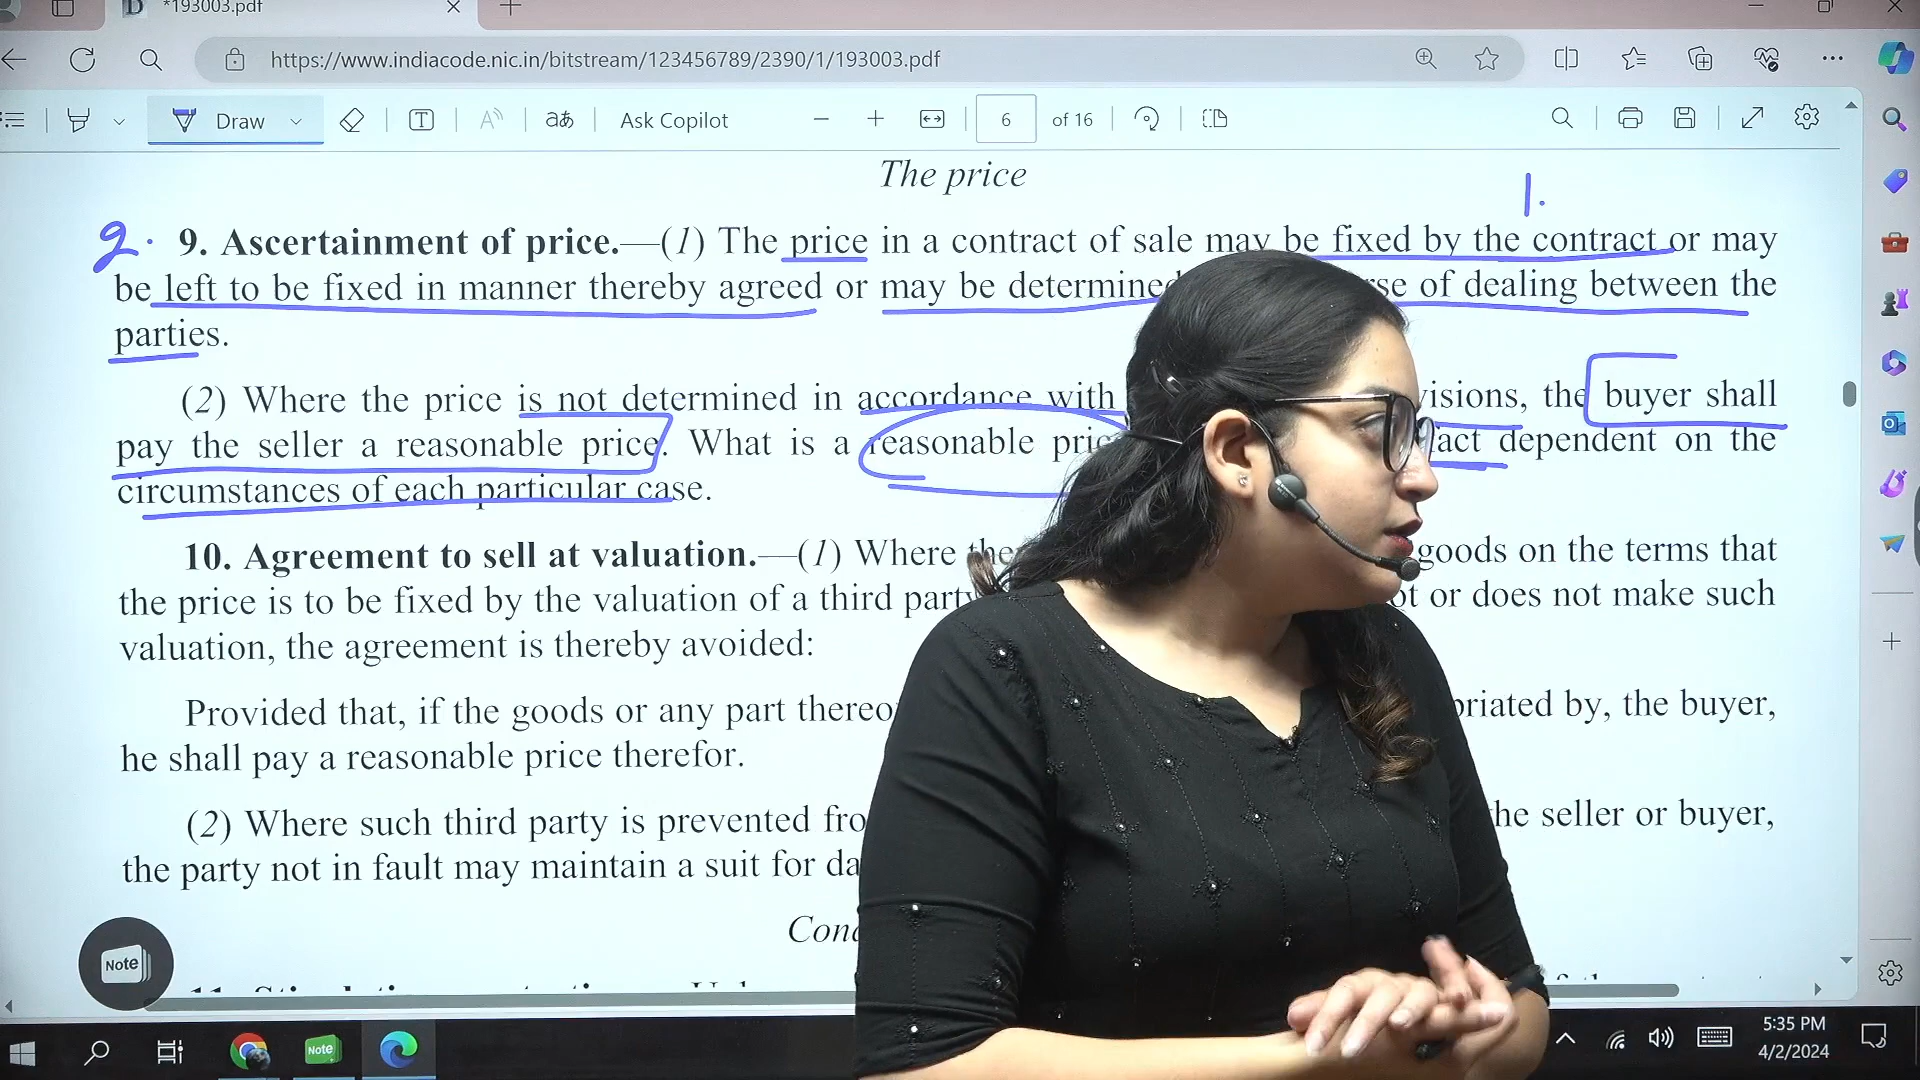 *193003.pdf
https://www.indiacode.nic.in/bitstream/123456789/2390/1/193003.pdf
Draw aあ Ask Copilot 6 of 16
The price
1.
9. 9. Ascertainment of price.—(1) The price in a contract of sale may be fixed by the contract or may
be left to be fixed in manner thereby agreed or may be determined rse of dealing between the
parties.
(2) Where the price is not determined in accordance with visions, the buyer shall
pay the seller a reasonable price. What is a reasonable pric act dependent on the
circumstances of each particular case.
10. Agreement to sell at valuation.—(1) Where the goods on the terms that
the price is to be fixed by the valuation of a third party ot or does not make such
valuation, the agreement is thereby avoided:
Provided that, if the goods or any part thereo priated by, the buyer,
he shall pay a reasonable price therefor.
(2) Where such third party is prevented fro he seller or buyer,
the party not in fault may maintain a suit for da
Cond
Note
Note
5:35 PM
4/2/2024